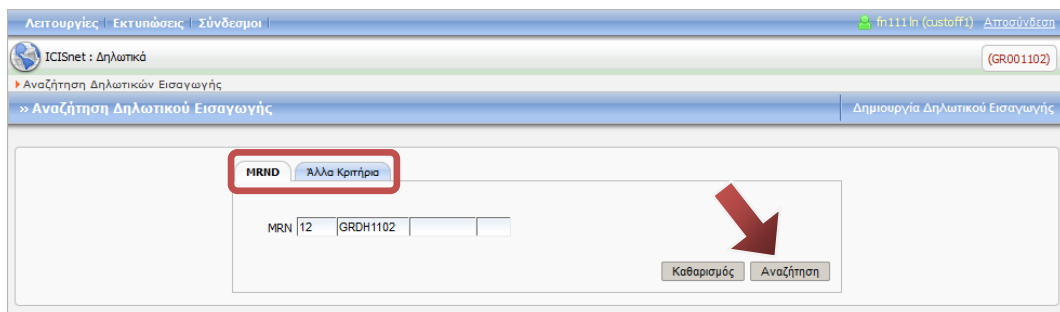 Λειτουργίες | Εκτυπώσεις | Σύνδεσμοι | fn111 ln (custoff1) Αποσύνδεση
ICISnet : Δηλωτικά (GR001102)
Αναζήτηση Δηλωτικών Εισαγωγής
» Αναζήτηση Δηλωτικού Εισαγωγής Δημιουργία Δηλωτικού Εισαγωγής
MRND Άλλα Κριτήρια
MRN 12 GRDH1102
Καθαρισμός Αναζήτηση